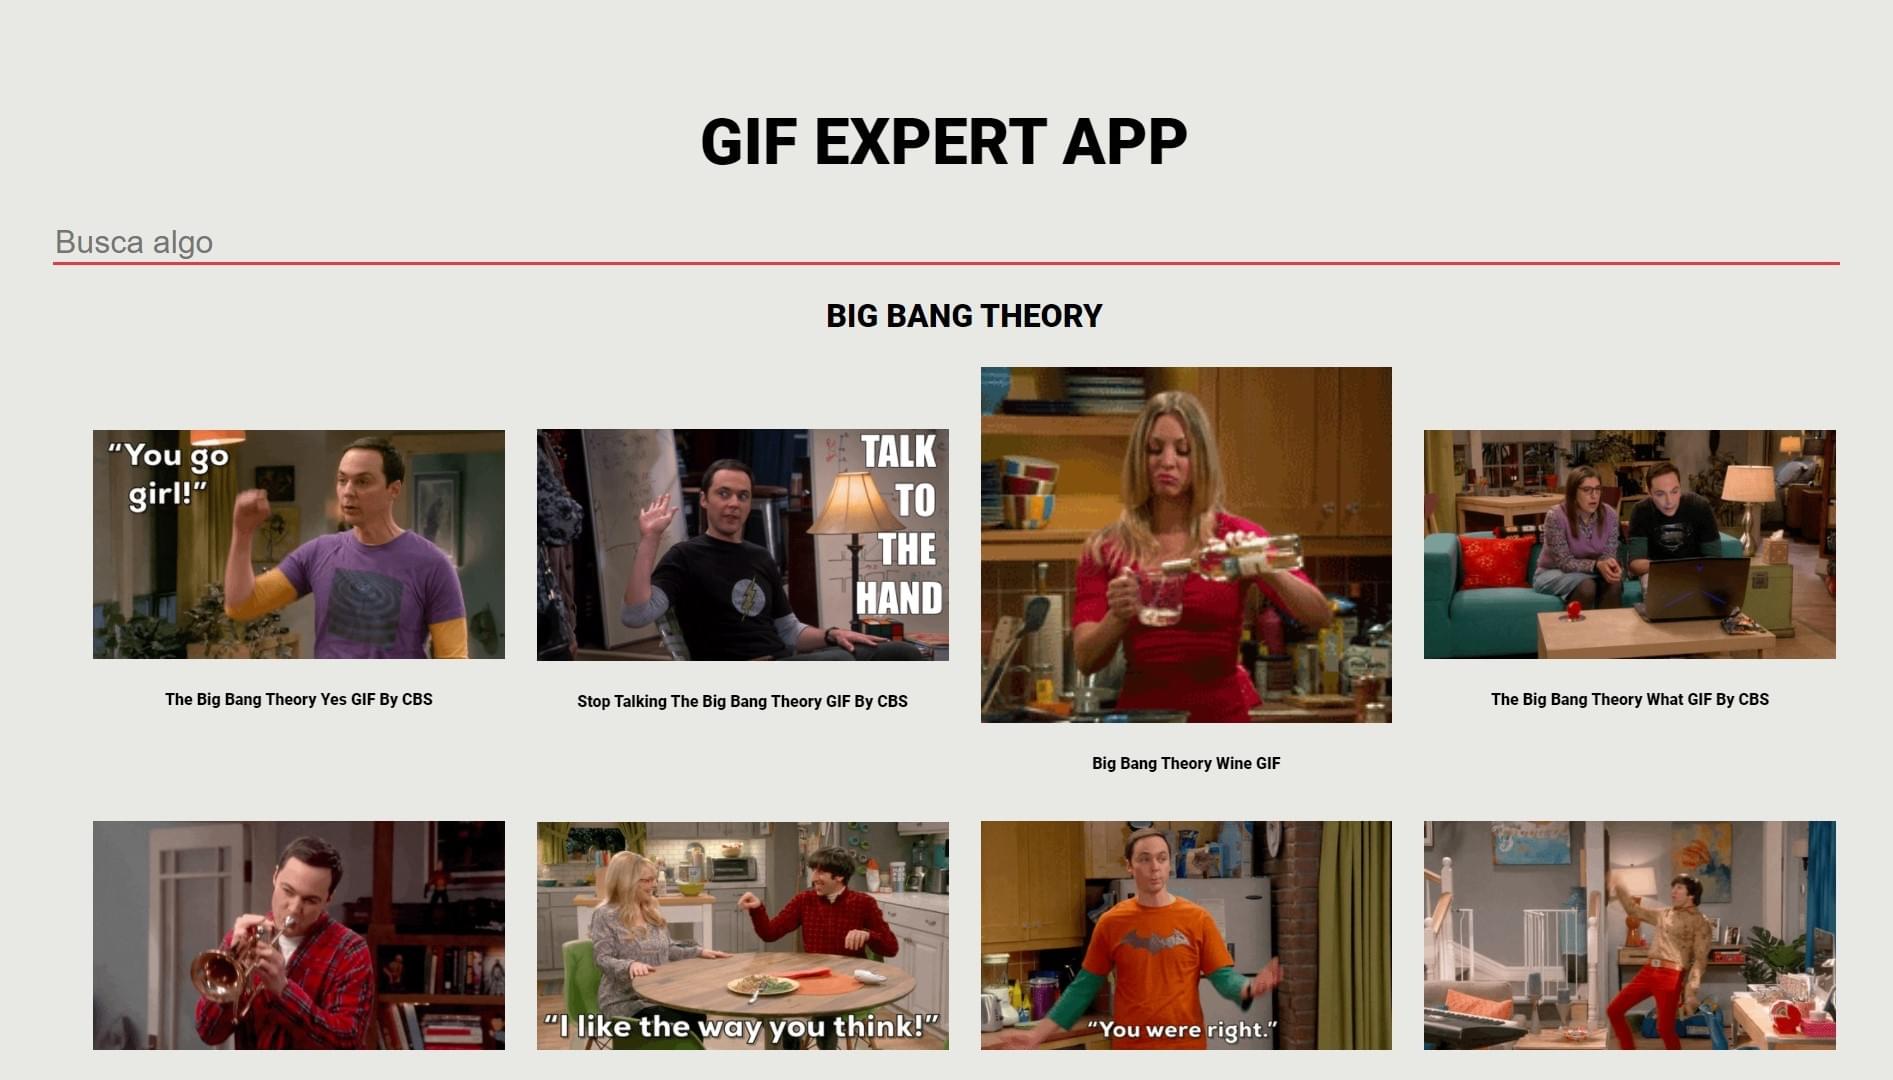 GIF EXPERT APP
Busca algo
BIG BANG THEORY
“You go
girl!”
TALK
TO
THE
HAND
The Big Bang Theory Yes GIF By CBS
Stop Talking The Big Bang Theory GIF By CBS
Big Bang Theory Wine GIF
The Big Bang Theory What GIF By CBS
“I like the way you think!”
“You were right.”